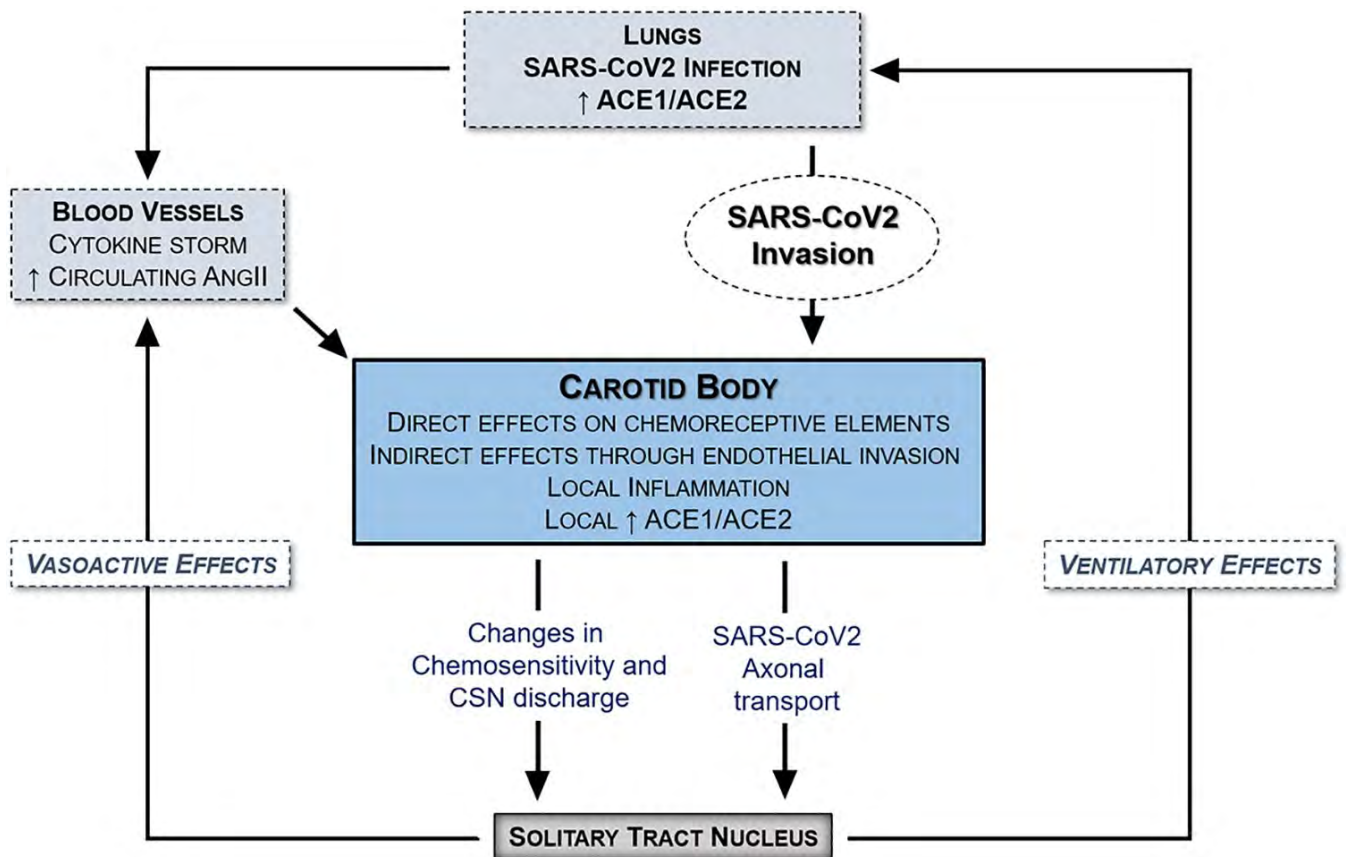 LUNGS
SARS-COV2 INFECTION
↑ ACE1/ACE2
BLOOD VESSELS
CYTOKINE STORM
↑ CIRCULATING ANGII
SARS-CoV2
Invasion
CAROTID BODY
DIRECT EFFECTS ON CHEMORECEPTIVE ELEMENTS
INDIRECT EFFECTS THROUGH ENDOTHELIAL INVASION
LOCAL INFLAMMATION
LOCAL ↑ ACE1/ACE2
VASOACTIVE EFFECTS
VENTILATORY EFFECTS
Changes in
Chemosensitivity and
CSN discharge
SARS-CoV2
Axonal
transport
SOLITARY TRACT NUCLEUS